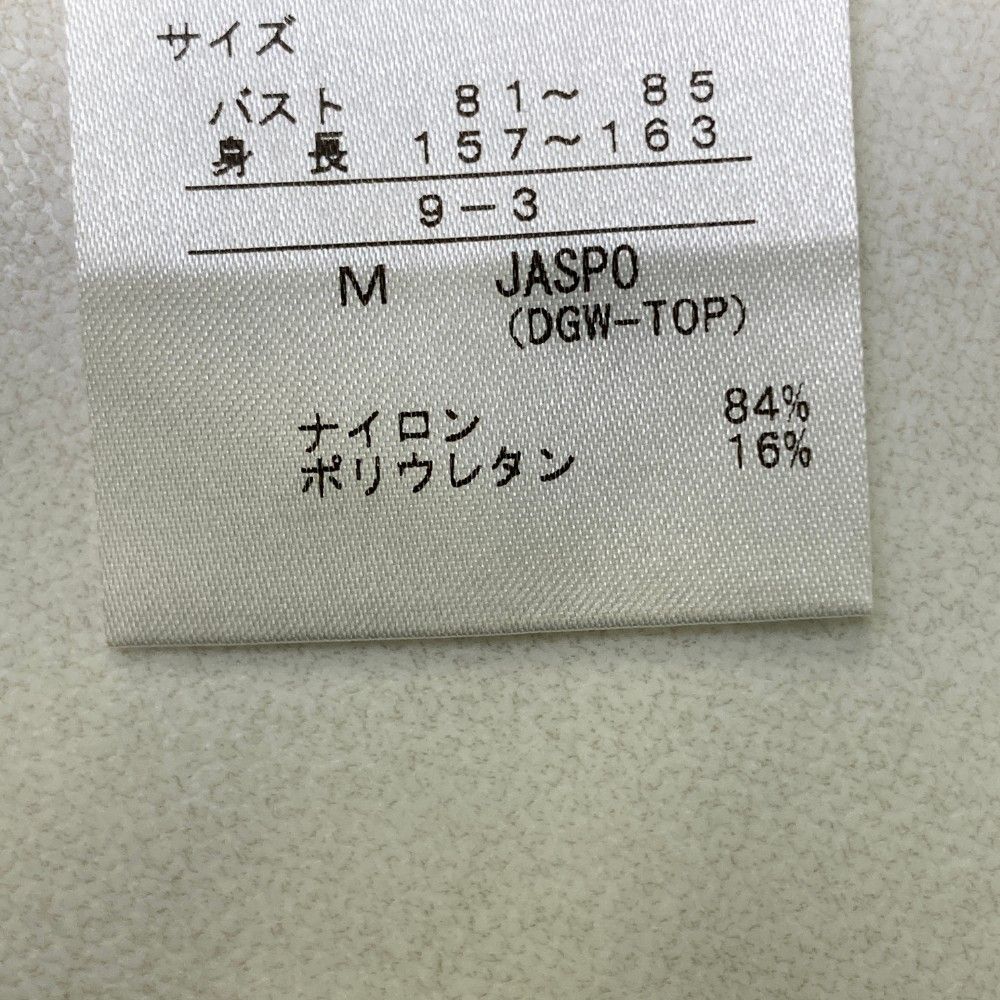 サイズ
バスト 81～ 85
身 長 157～163
9－3
M JASPO
(DGW-TOP)
ナイロン 84%
ポリウレタン 16%